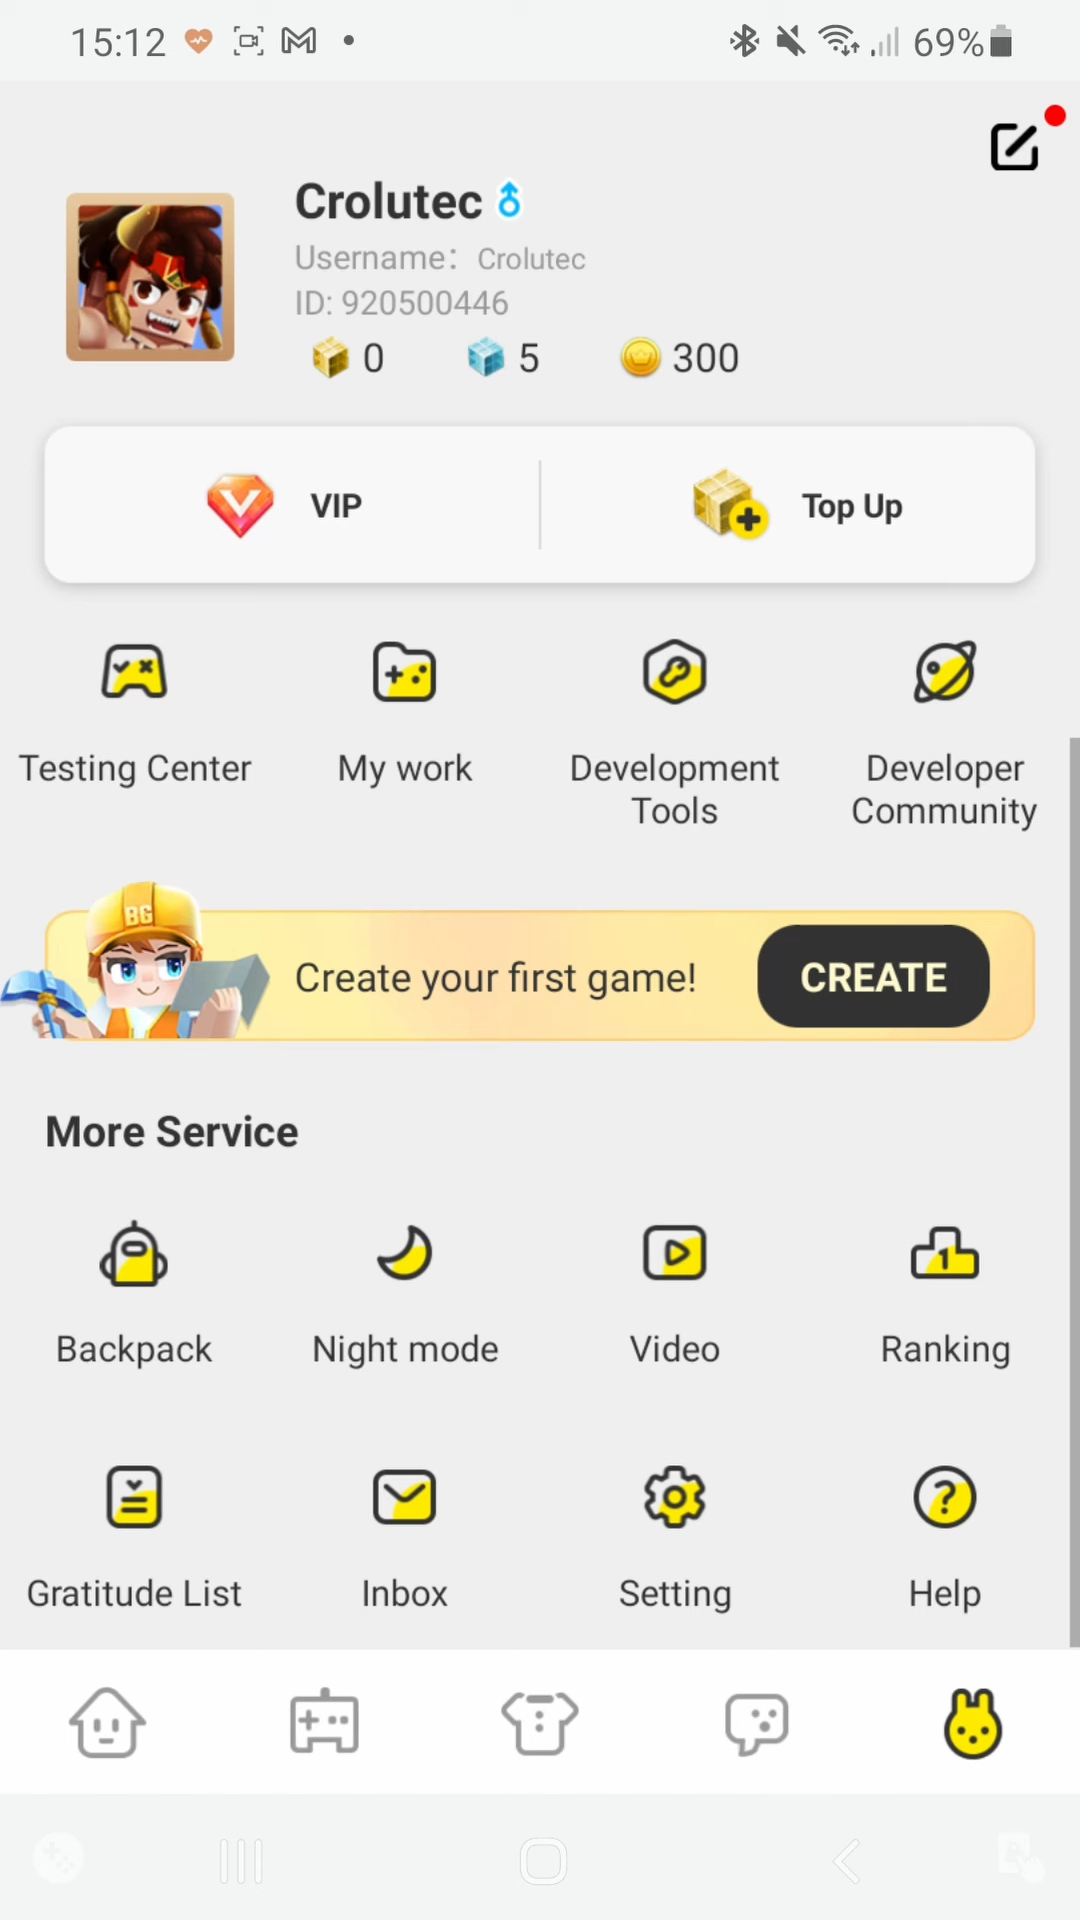 15:12
69%
Crolutec
Username: Crolutec
ID: 920500446
0 5 300
VIP Top Up
Testing Center My work Development Tools Developer Community
BG
Create your first game! CREATE
More Service
Backpack Night mode Video Ranking
1
Gratitude List Inbox Setting Help